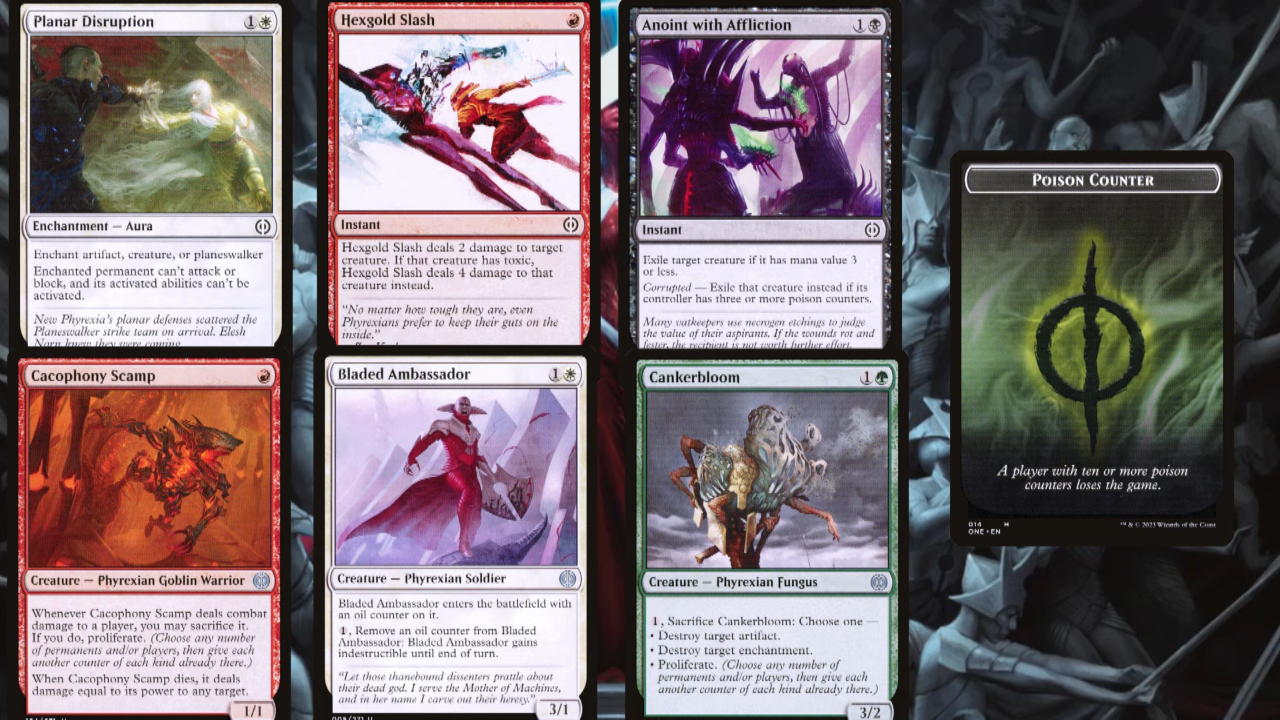 Planar Disruption 1
Enchantment — Aura
Enchant artifact, creature, or planeswalker
Enchanted permanent can't attack or
block, and its activated abilities can't be
activated.
New Phyrexia's planar defenses scattered the
Planeswalker strike team on arrival. Elesh
Norn knew they were coming
Hexgold Slash
Instant
Hexgold Slash deals 2 damage to target
creature. If that creature has toxic,
Hexgold Slash deals 4 damage to that
creature instead.
"No matter how tough they are, even
Phyrexians prefer to keep their guts on the
inside."
Anoint with Affliction 1
Instant
Exile target creature if it has mana value 3
or less.
Corrupted — Exile that creature instead if its
controller has three or more poison counters.
Many vatkeepers use necrogen etchings to judge
the value of their aspirants. If the wounds rot and
fester, the recipient is not worth further effort.
Cacophony Scamp
Creature — Phyrexian Goblin Warrior
Whenever Cacophony Scamp deals combat
damage to a player, you may sacrifice it.
If you do, proliferate. (Choose any number
of permanents and/or players, then give each
another counter of each kind already there.)
When Cacophony Scamp dies, it deals
damage equal to its power to any target.
1/1
Bladed Ambassador 1
Creature — Phyrexian Soldier
Bladed Ambassador enters the battlefield with
an oil counter on it.
1, Remove an oil counter from Bladed
Ambassador: Bladed Ambassador gains
indestructible until end of turn.
"Let those thanebound dissenters prattle about
their dead god. I serve the Mother of Machines,
and in her name I carve out their heresy."
3/1
Cankerbloom 1
Creature — Phyrexian Fungus
1, Sacrifice Cankerbloom: Choose one —
• Destroy target artifact.
• Destroy target enchantment.
• Proliferate. (Choose any number of
permanents and/or players, then give each
another counter of each kind already there.)
3/2
POISON COUNTER
A player with ten or more poison
counters loses the game.
014 M
ONE • EN
™ & © 2023 Wizards of the Coast